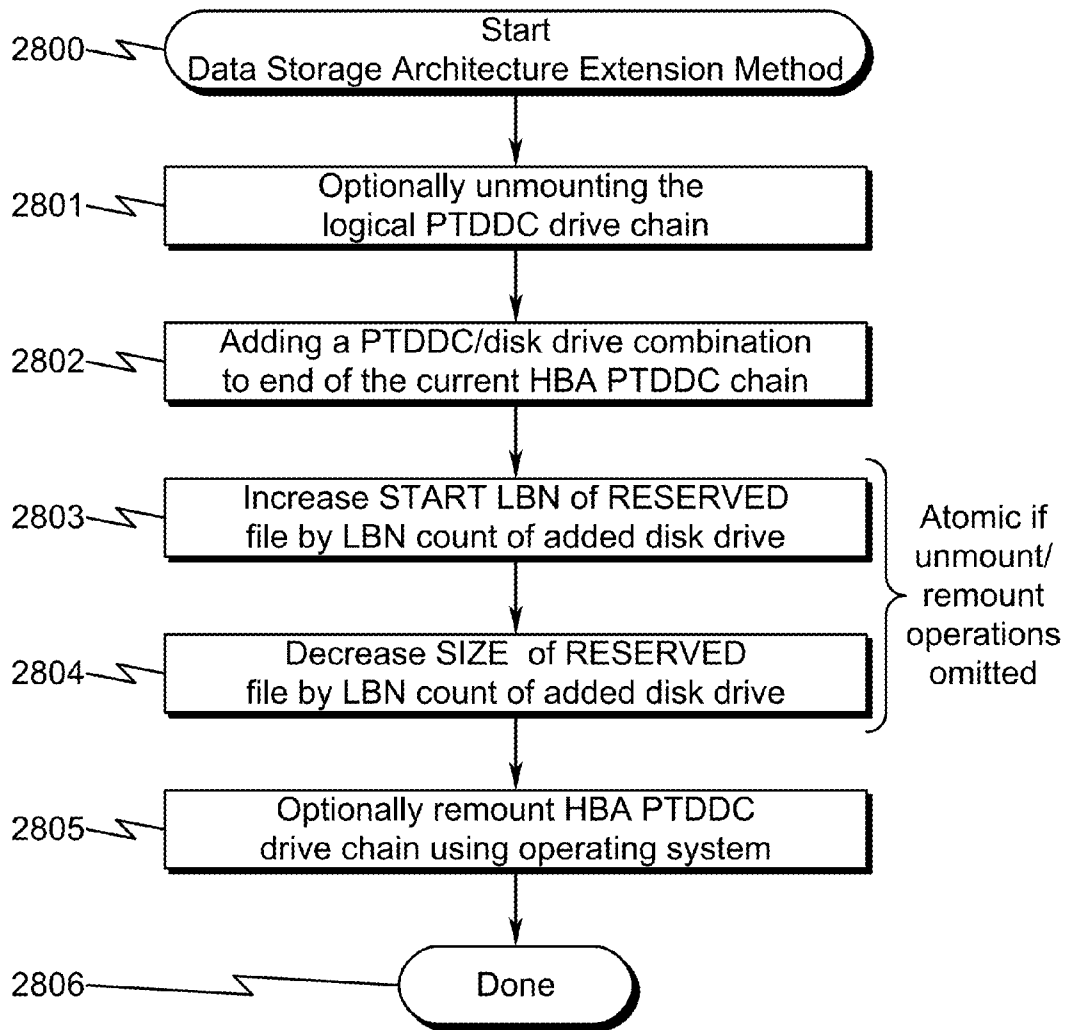 2800
Start
Data Storage Architecture Extension Method
2801
Optionally unmounting the
logical PTDDC drive chain
2802
Adding a PTDDC/disk drive combination
to end of the current HBA PTDDC chain
2803
Increase START LBN of RESERVED
file by LBN count of added disk drive
2804
Decrease SIZE of RESERVED
file by LBN count of added disk drive
Atomic if
unmount/
remount
operations
omitted
2805
Optionally remount HBA PTDDC
drive chain using operating system
2806
Done